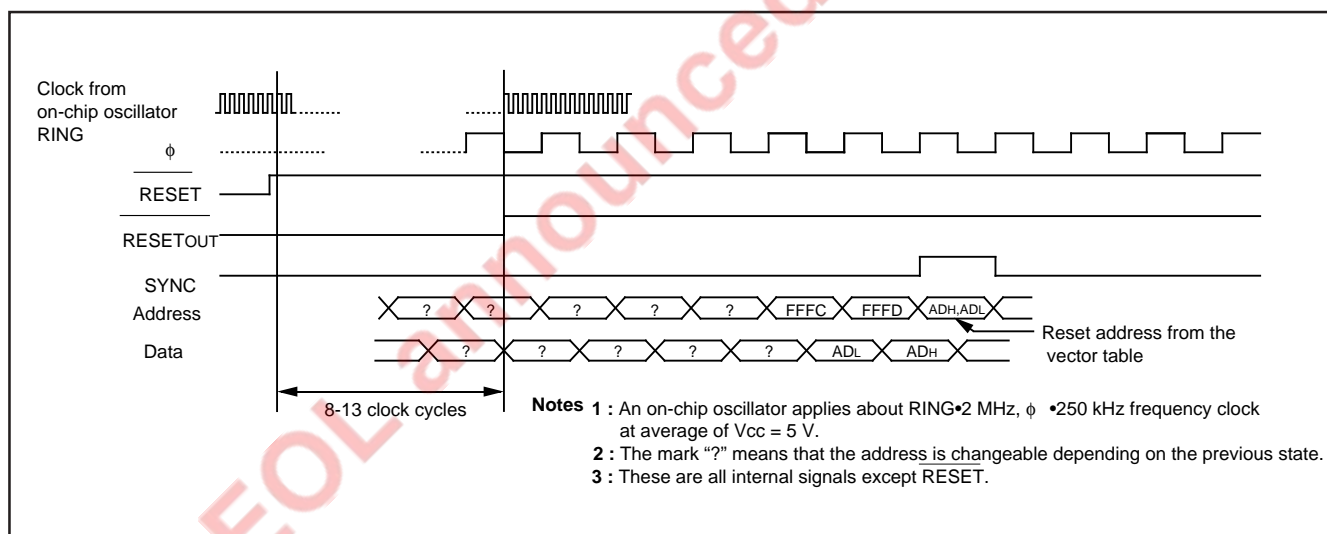 EOL announced
Clock from
on-chip oscillator
RING
ϕ
RESET
RESETOUT
SYNC
Address
? ? ? ? ? FFFC FFFD ADH,ADL
Data
? ? ? ? ? ADL ADH
Reset address from the
vector table
8-13 clock cycles
Notes 1 : An on-chip oscillator applies about RING•2 MHz, ϕ •250 kHz frequency clock
at average of Vcc = 5 V.
2 : The mark “?” means that the address is changeable depending on the previous state.
3 : These are all internal signals except RESET.